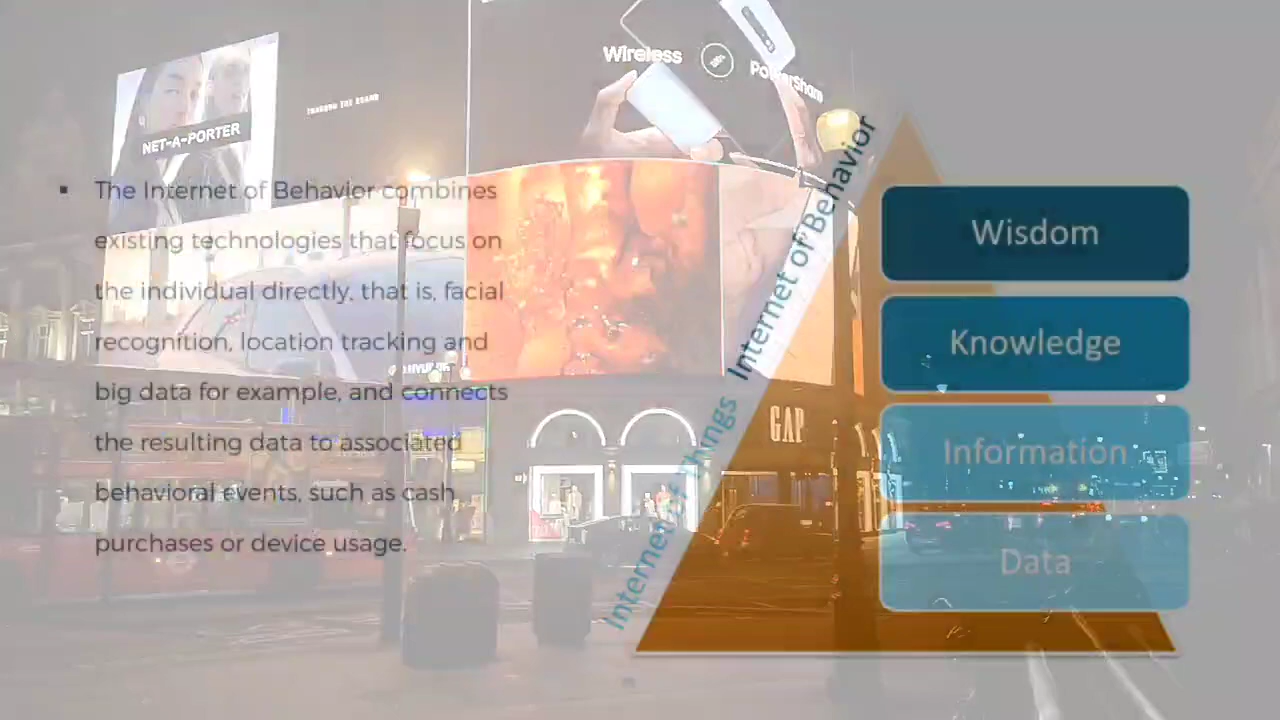 Wireless
PowerShare
NET-A-PORTER
▪ The Internet of Behavior combines
existing technologies that focus on
the individual directly, that is, facial
recognition, location tracking and
big data for example, and connects
the resulting data to associated
behavioral events, such as cash
purchases or device usage.
Internet of Things
Internet of Behavior
Wisdom
Knowledge
Information
Data
GAP